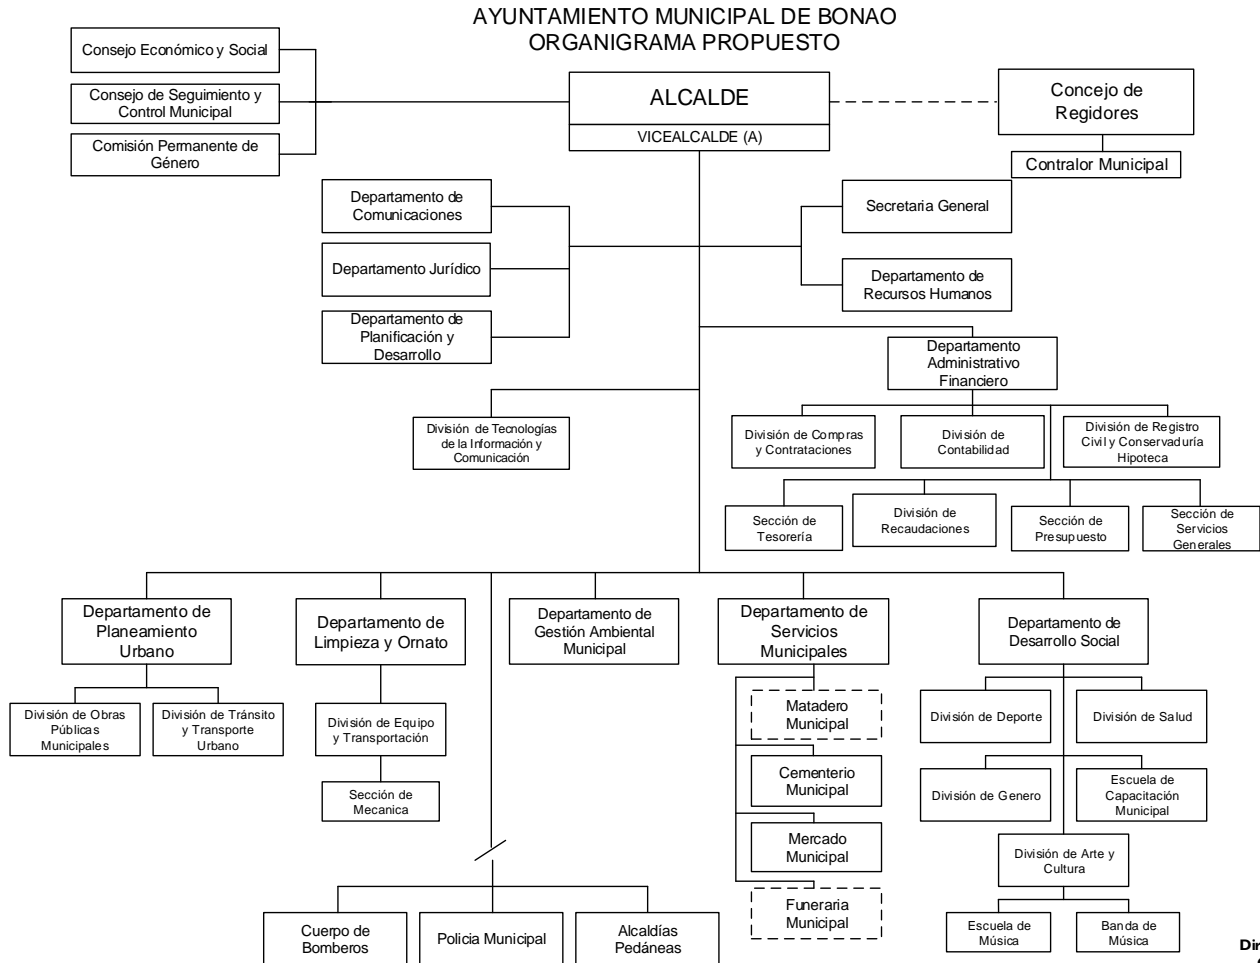 AYUNTAMIENTO MUNICIPAL DE BONAO
ORGANIGRAMA PROPUESTO
Consejo Económico y Social
Consejo de Seguimiento y
Control Municipal
Comisión Permanente de
Género
ALCALDE
VICEALCALDE (A)
Concejo de
Regidores
Contralor Municipal
Departamento de
Comunicaciones
Departamento Jurídico
Departamento de
Planificación y
Desarrollo
Secretaria General
Departamento de
Recursos Humanos
Departamento
Administrativo
Financiero
División de Tecnologías
de la Información y
Comunicación
División de Compras
y Contrataciones
División de
Contabilidad
División de Registro
Civil y Conservaduría
Hipoteca
Sección de
Tesorería
División de
Recaudaciones
Sección de
Presupuesto
Sección de
Servicios
Generales
Departamento de
Planeamiento
Urbano
Departamento de
Limpieza y Ornato
Departamento de
Gestión Ambiental
Municipal
Departamento de
Servicios
Municipales
Departamento de
Desarrollo Social
División de Obras
Públicas
Municipales
División de Tránsito
y Transporte
Urbano
División de Equipo
y Transportación
Sección de
Mecanica
Matadero
Municipal
Cementerio
Municipal
Mercado
Municipal
Funeraria
Municipal
División de Deporte
División de Salud
División de Genero
Escuela de
Capacitación
Municipal
División de Arte y
Cultura
Escuela de
Música
Banda de
Música
Cuerpo de
Bomberos
Policia Municipal
Alcaldías
Pedáneas